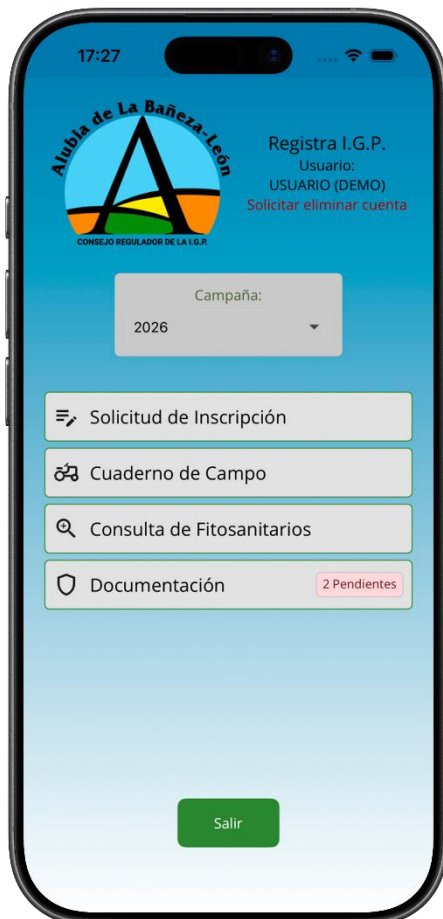 17:27
Alubla de La Bañeza-León
CONSEJO REGULADOR DE LA I.G.P.
Registra I.G.P.
Usuario:
USUARIO (DEMO)
Solicitar eliminar cuenta
Campaña:
2026
Solicitud de Inscripción
Cuaderno de Campo
Consulta de Fitosanitarios
Documentación
2 Pendientes
Salir